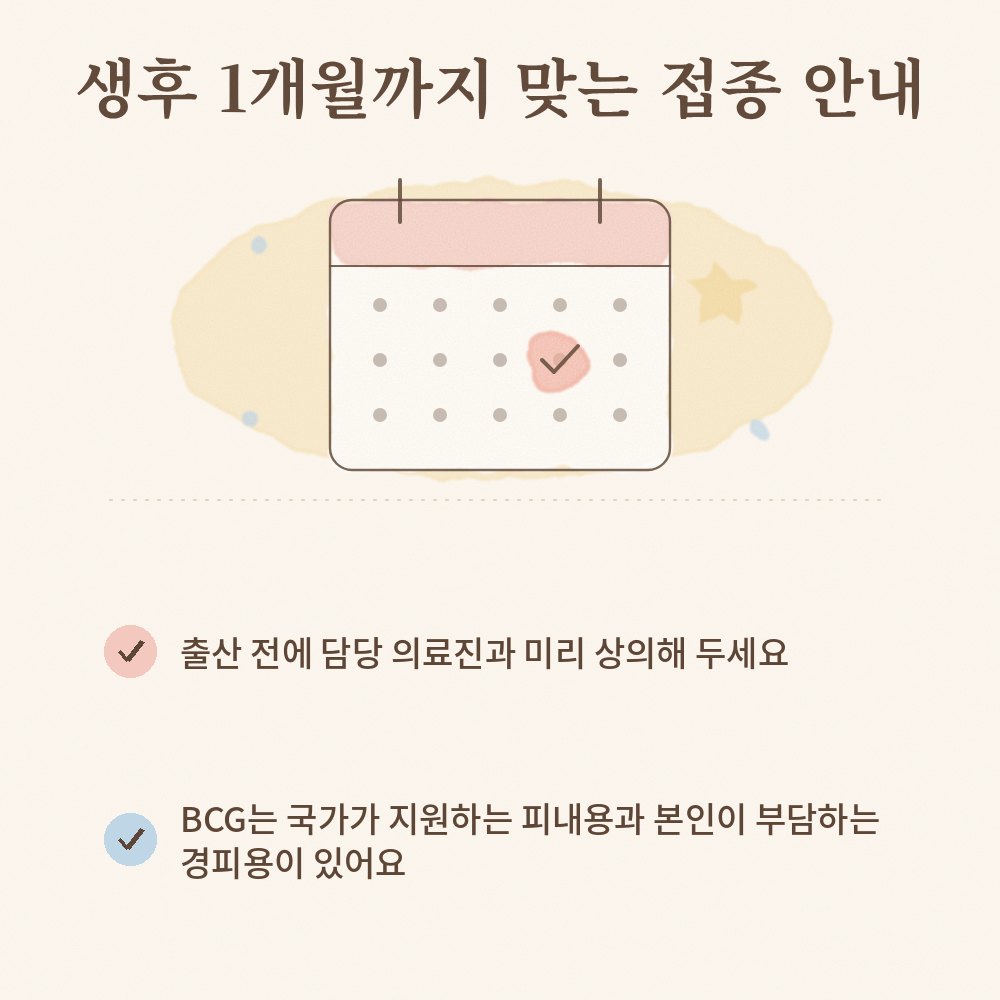 생후 1개월까지 맞는 접종 안내
출산 전에 담당 의료진과 미리 상의해 두세요
BCG는 국가가 지원하는 피내용과 본인이 부담하는
경피용이 있어요